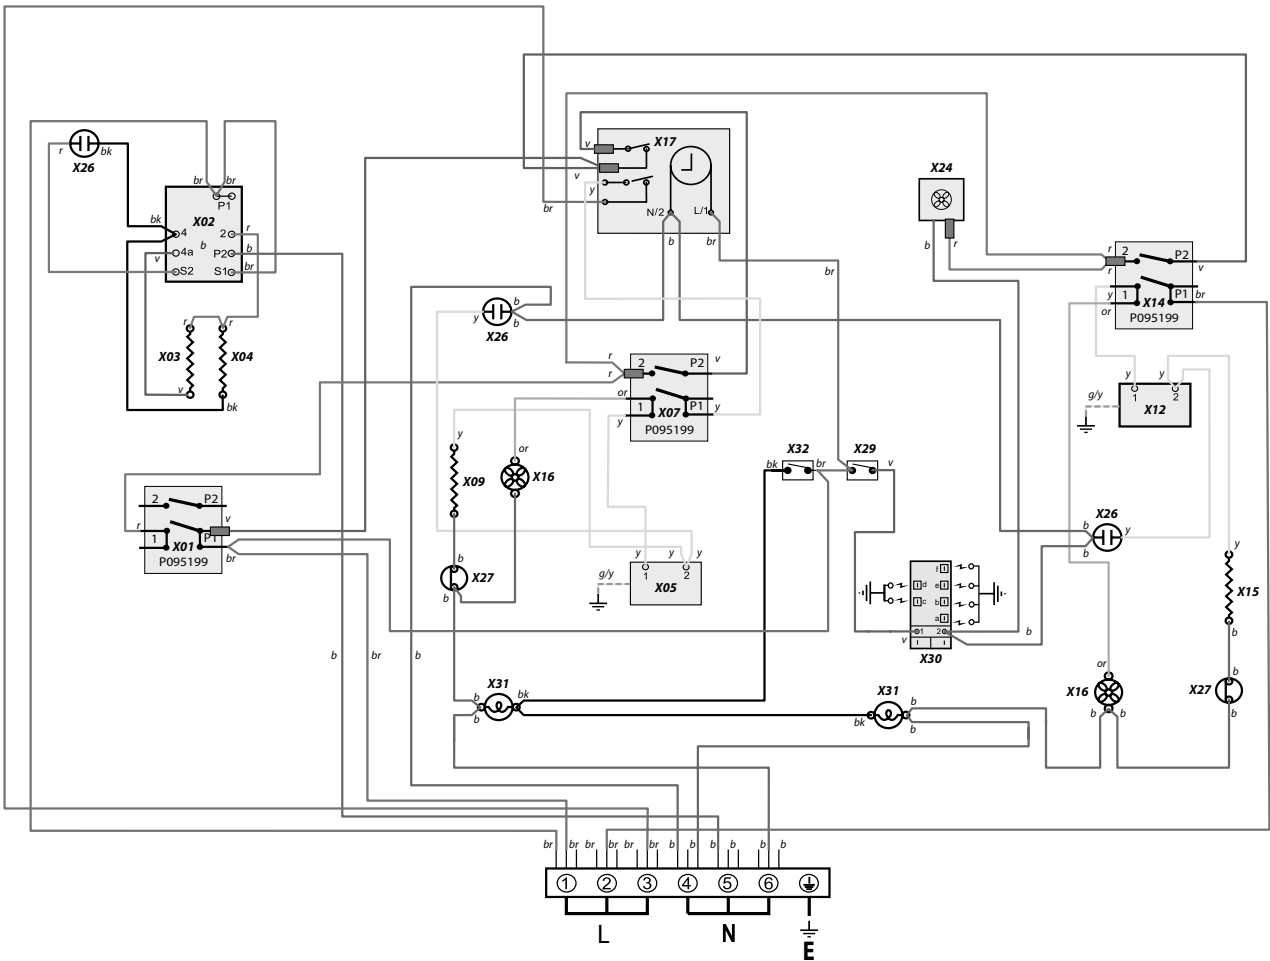 X17
v
v
y
br
N/2
L/1
b
br
br
X24
b
r
r
bk
X26
br
br
P1
bk
X02
4
2
r
b
4a
P2
b
v
S2
S1
br
r
r
X03
X04
v
bk
r
2
P2
r
v
y
1
P1
br
X14
or
P095199
b
y
X26
b
r
2
P2
v
r
or
1
P1
X07
y
y
P095199
y
y
g/y
1
2
X12
y
or
X09
X16
X32
X29
bk
br
v
2
P2
v
r
1
P1
X01
br
P095199
b
X26
y
b
y
y
y
y
g/y
1
2
X05
b
X27
b
f
d
e
c
b
a
1
2
b
v
X30
y
X15
b
b
br
b
X31
b
bk
b
X31
b
bk
b
or
X16
b
b
b
X27
b
br
br
br
br
br
br
b
b
b
b
b
b
1
2
3
4
5
6
L
N
E